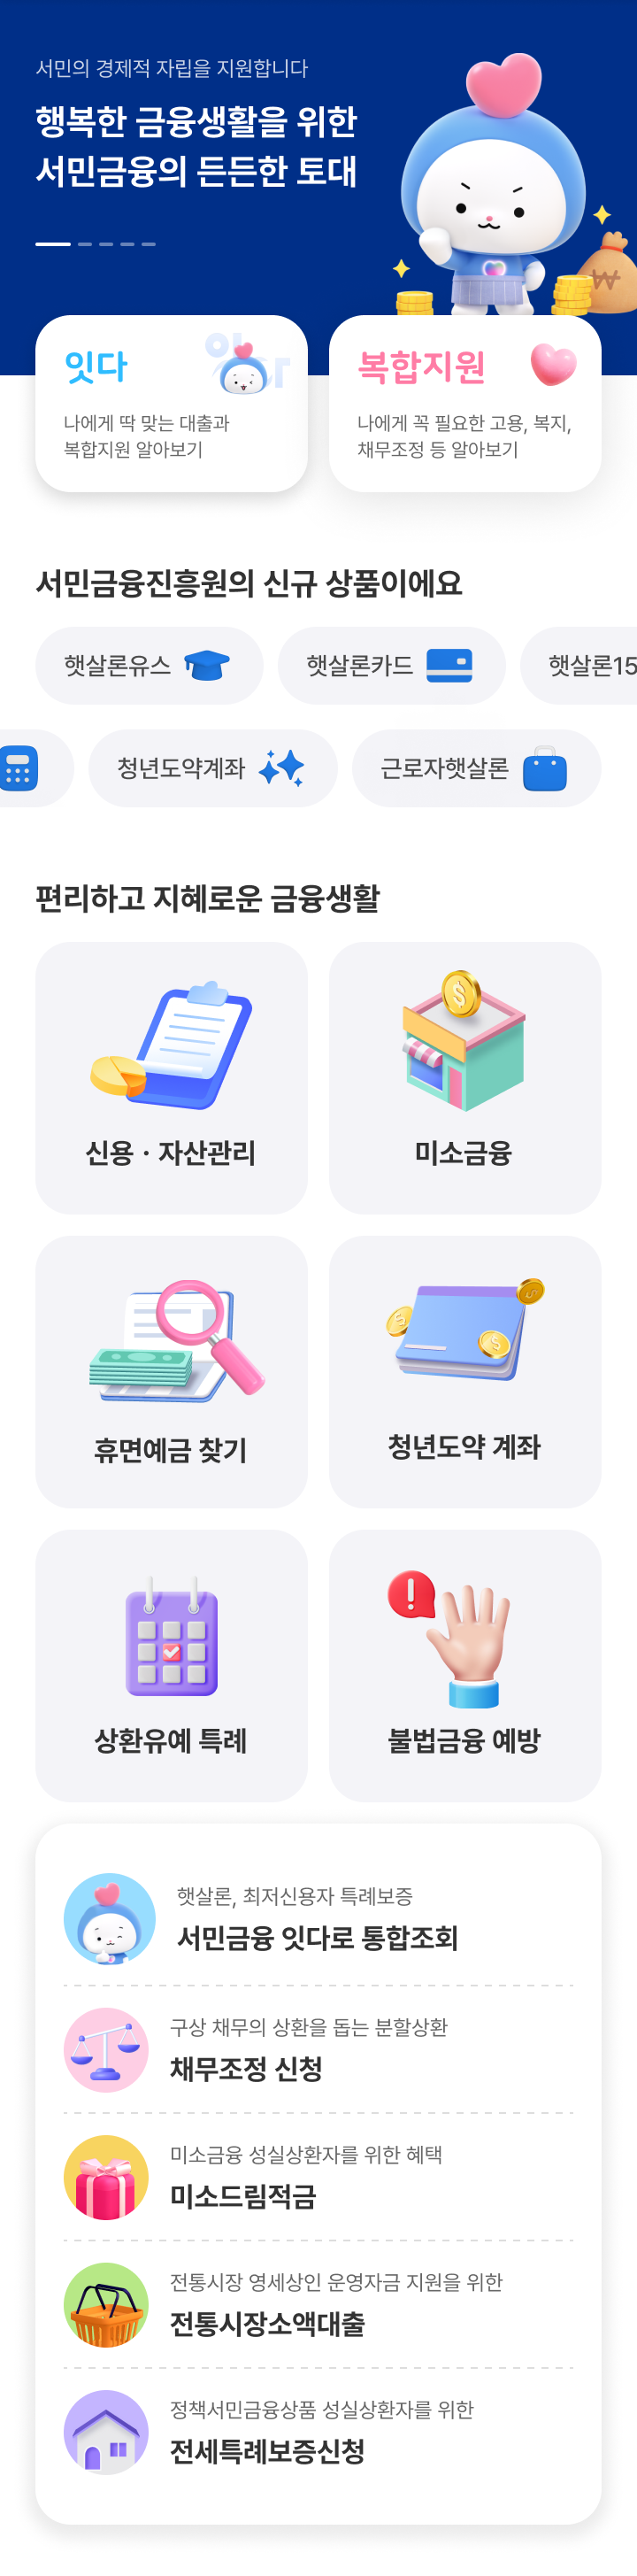 서민의 경제적 자립을 지원합니다
행복한 금융생활을 위한
서민금융의 든든한 토대
잇다
나에게 딱 맞는 대출과
복합지원 알아보기
복합지원
나에게 꼭 필요한 고용, 복지,
채무조정 등 알아보기
서민금융진흥원의 신규 상품이에요
햇살론유스
햇살론카드
햇살론15
청년도약계좌
근로자햇살론
편리하고 지혜로운 금융생활
신용 · 자산관리
미소금융
휴면예금 찾기
청년도약 계좌
상환유예 특례
불법금융 예방
햇살론, 최저신용자 특례보증
서민금융 잇다로 통합조회
구상 채무의 상환을 돕는 분할상환
채무조정 신청
미소금융 성실상환자를 위한 혜택
미소드림적금
전통시장 영세상인 운영자금 지원을 위한
전통시장소액대출
정책서민금융상품 성실상환자를 위한
전세특례보증신청